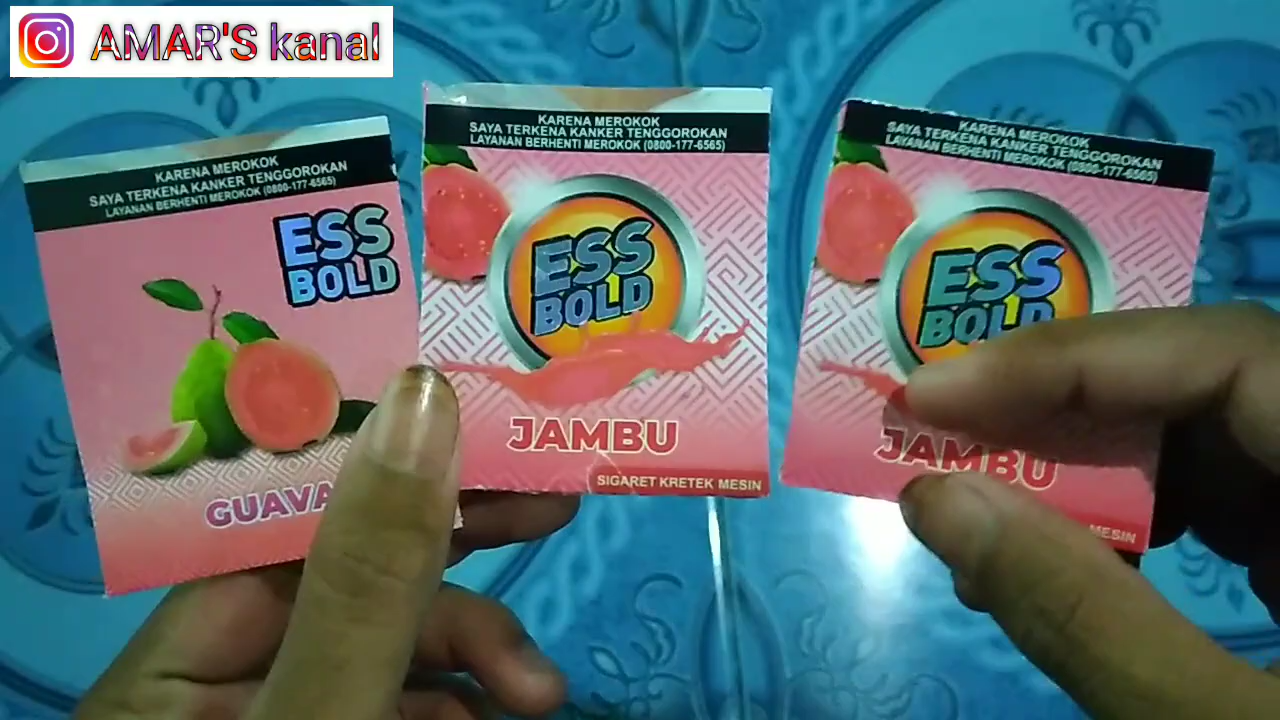 AMAR'S kanal
KARENA MEROKOK
SAYA TERKENA KANKER TENGGOROKAN
LAYANAN BERHENTI MEROKOK (0800-177-6565)
ESS
BOLD
GUAVA
KARENA MEROKOK
SAYA TERKENA KANKER TENGGOROKAN
LAYANAN BERHENTI MEROKOK (0800-177-6565)
ESS
BOLD
JAMBU
SIGARET KRETEK MESIN
KARENA MEROKOK
SAYA TERKENA KANKER TENGGOROKAN
LAYANAN BERHENTI MEROKOK (0800-177-6565)
ESS
BOLD
JAMBU
MESIN